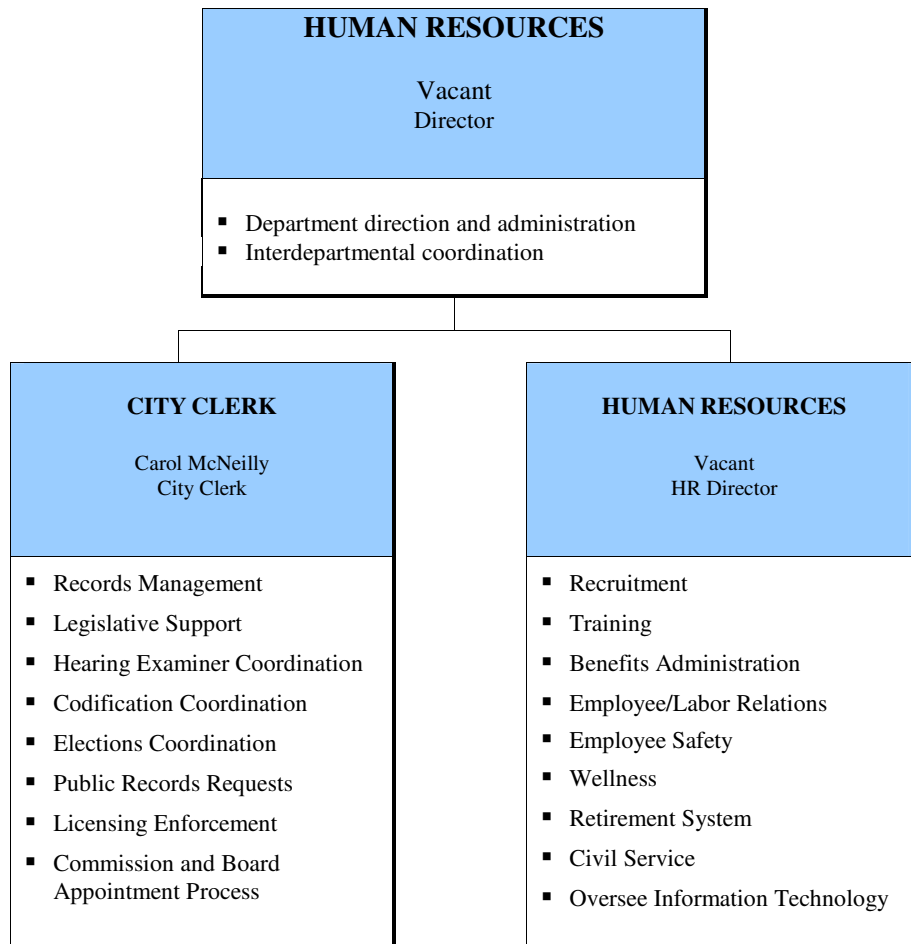 HUMAN RESOURCES
Vacant
Director
▪ Department direction and administration
▪ Interdepartmental coordination
CITY CLERK
Carol McNeilly
City Clerk
▪ Records Management
▪ Legislative Support
▪ Hearing Examiner Coordination
▪ Codification Coordination
▪ Elections Coordination
▪ Public Records Requests
▪ Licensing Enforcement
▪ Commission and Board
Appointment Process
HUMAN RESOURCES
Vacant
HR Director
▪ Recruitment
▪ Training
▪ Benefits Administration
▪ Employee/Labor Relations
▪ Employee Safety
▪ Wellness
▪ Retirement System
▪ Civil Service
▪ Oversee Information Technology